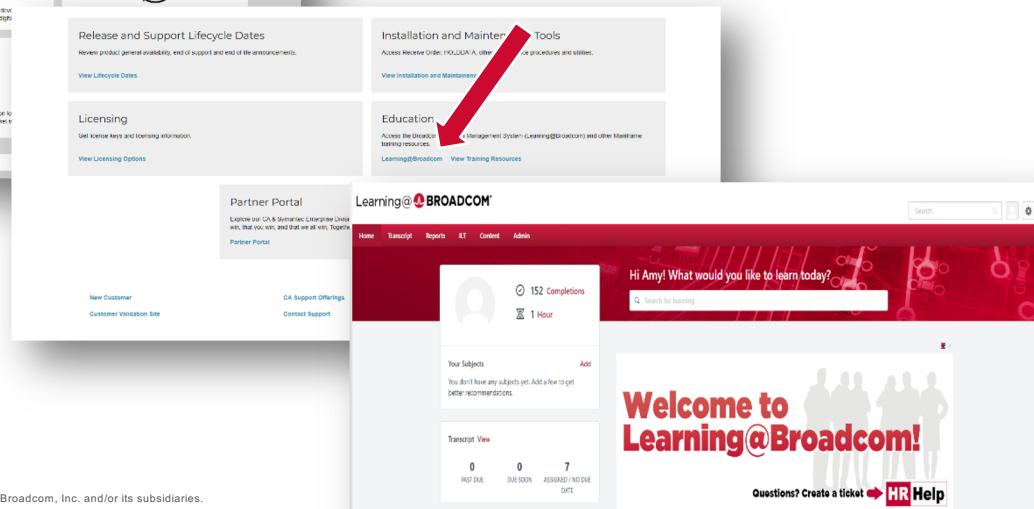 Release and Support Lifecycle Dates
Review product general availability, end of support and end of life announcements.
View Lifecycle Dates
Installation and Mainten Tools
Access Receive Order, HOLDDATA, other procedures and utilities.
View Installation and Maintainen
Licensing
Get license keys and licensing information.
View Licensing Options
Education
Access the Broadco Management System (Learning@Broadcom) and other Mainframe
training resources.
Learning@Broadcom View Training Resources
Partner Portal
Explore our CA & Symantec Enterprise Divisi
win, that you win, and that we all win, Togethe
Partner Portal
New Customer
CA Support Offerings
Customer Validation Site
Contact Support
Learning@ BROADCOM
Search
Home Transcript Reports ILT Content Admin
Hi Amy! What would you like to learn today?
Search for learning
152 Completions
1 Hour
Your Subjects Add
You don't have any subjects yet. Add a few to get
better recommendations.
Transcript View
0 0 7
PAST DUE DUE SOON ASSIGNED / NO DUE
DATE
Welcome to
Learning@Broadcom!
Questions? Create a ticket HR Help
Broadcom, Inc. and/or its subsidiaries.